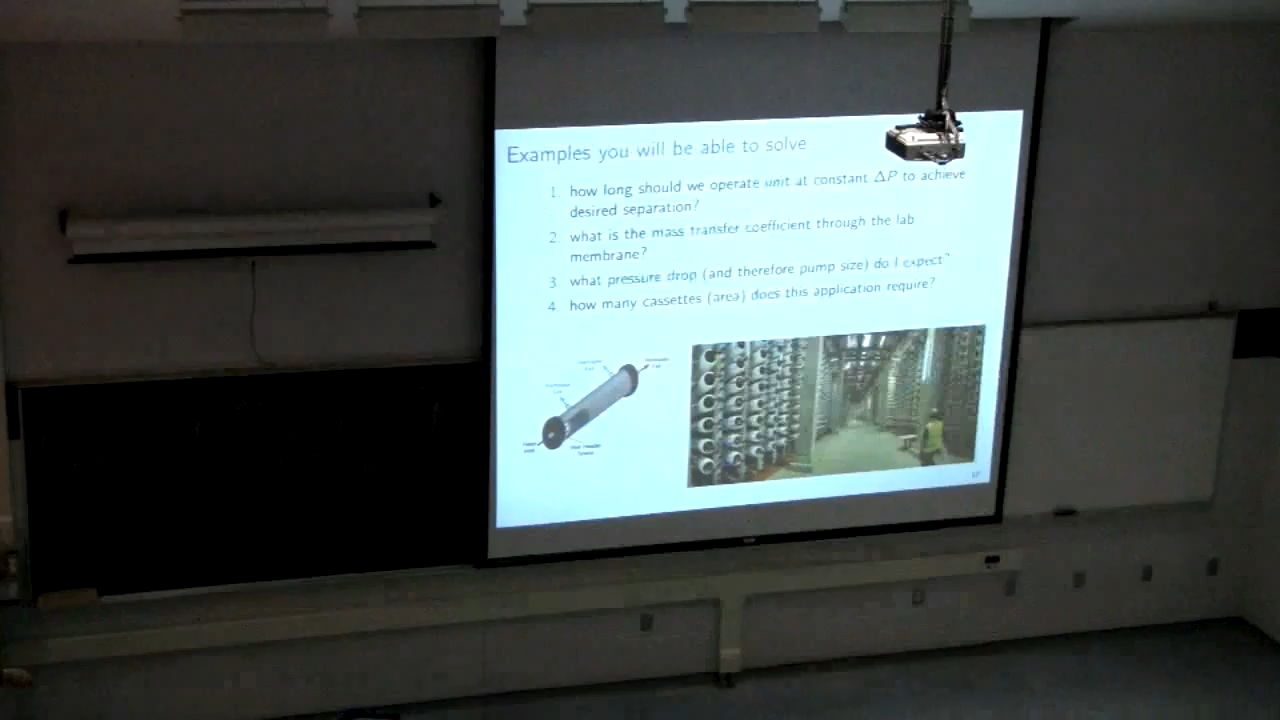 Examples you will be able to solve
1. how long should we operate unit at constant ΔP to achieve
desired separation?
2. what is the mass transfer coefficient through the lab
membrane?
3. what pressure drop (and therefore pump size) do I expect?
4. how many cassettes (area) does this application require?